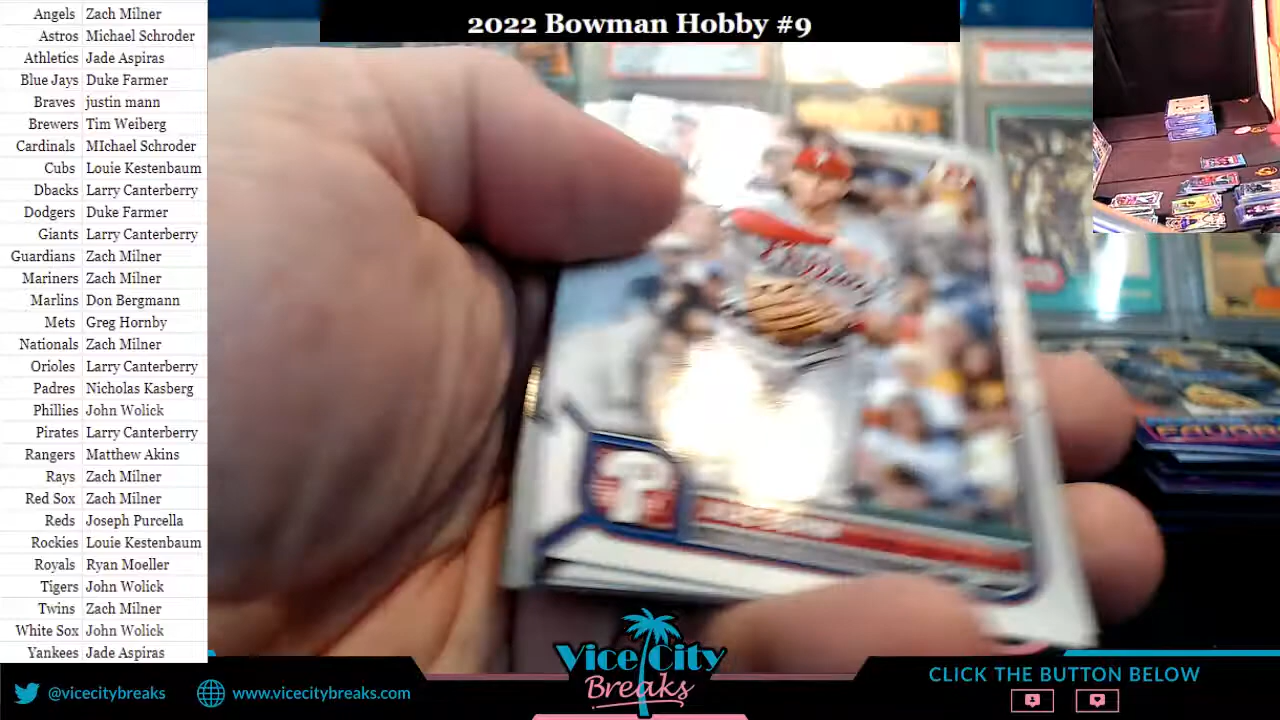 2022 Bowman Hobby #9
Angels Zach Milner
Astros Michael Schroder
Athletics Jade Aspiras
Blue Jays Duke Farmer
Braves justin mann
Brewers Tim Weiberg
Cardinals MIchael Schroder
Cubs Louie Kestenbaum
Dbacks Larry Canterberry
Dodgers Duke Farmer
Giants Larry Canterberry
Guardians Zach Milner
Mariners Zach Milner
Marlins Don Bergmann
Mets Greg Hornby
Nationals Zach Milner
Orioles Larry Canterberry
Padres Nicholas Kasberg
Phillies John Wolick
Pirates Larry Canterberry
Rangers Matthew Akins
Rays Zach Milner
Red Sox Zach Milner
Reds Joseph Purcella
Rockies Louie Kestenbaum
Royals Ryan Moeller
Tigers John Wolick
Twins Zach Milner
White Sox John Wolick
Yankees Jade Aspiras
P
@vicecitybreaks
www.vicecitybreaks.com
Vice City
Breaks
CLICK THE BUTTON BELOW